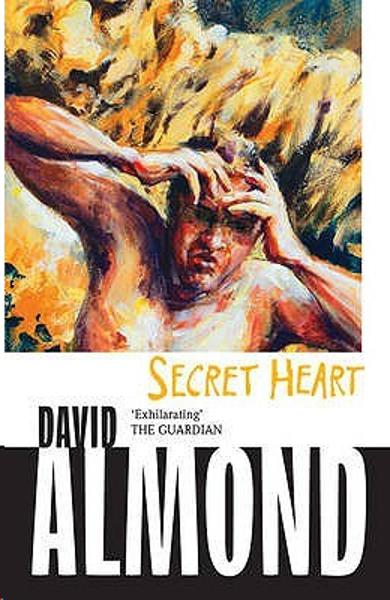 SECRET HEART
DAVID
'Exhilarating'
THE GUARDIAN
ALMOND